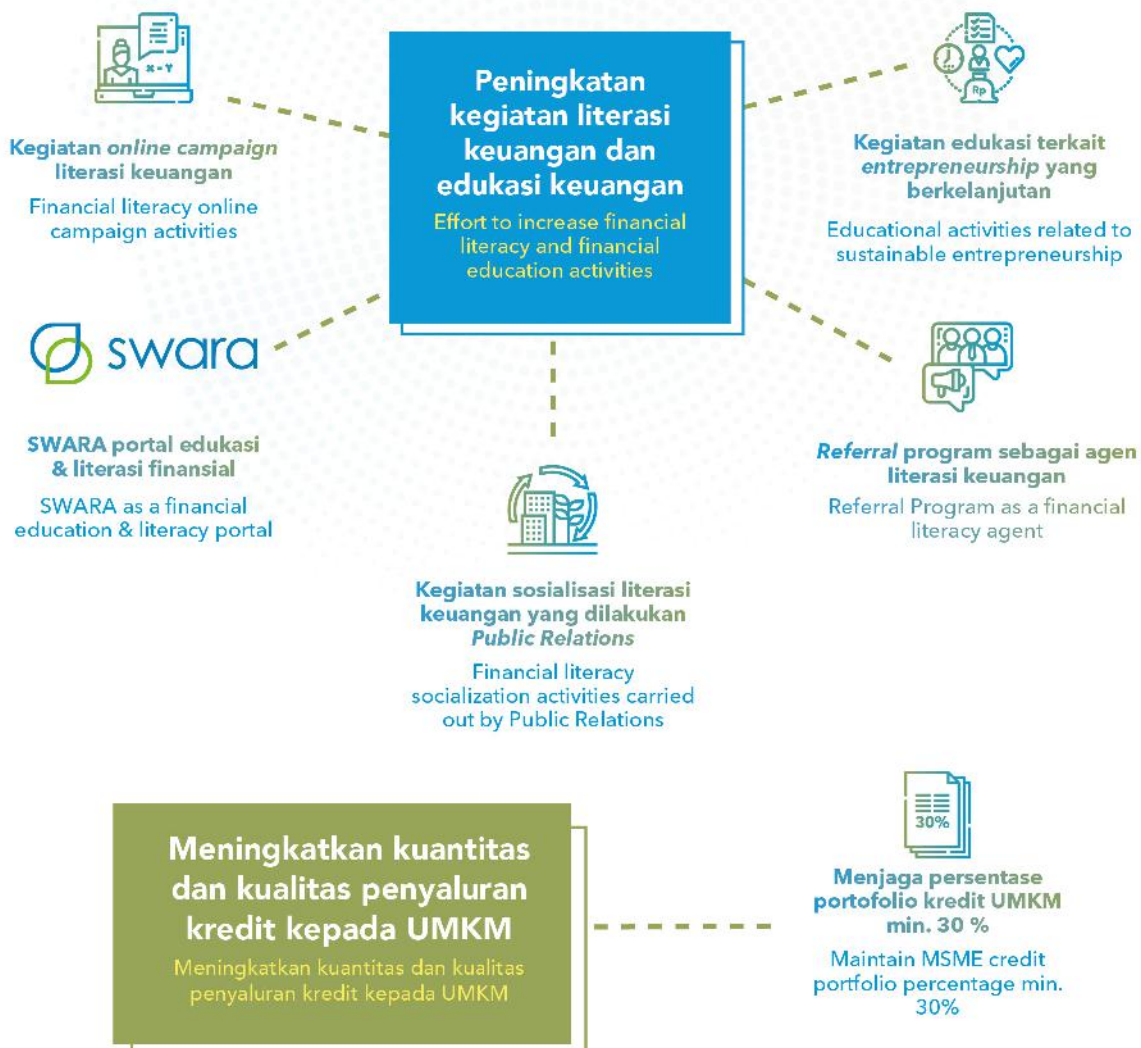 Peningkatan
kegiatan literasi
keuangan dan
edukasi keuangan
Effort to increase financial
literacy and financial
education activities
X = Y
Kegiatan online campaign
literasi keuangan
Financial literacy online
campaign activities
Rp
Kegiatan edukasi terkait
entrepreneurship yang
berkelanjutan
Educational activities related to
sustainable entrepreneurship
swara
SWARA portal edukasi
& literasi finansial
SWARA as a financial
education & literacy portal
Referral program sebagai agen
literasi keuangan
Referral Program as a financial
literacy agent
Kegiatan sosialisasi literasi
keuangan yang dilakukan
Public Relations
Financial literacy
socialization activities carried
out by Public Relations
Meningkatkan kuantitas
dan kualitas penyaluran
kredit kepada UMKM
Meningkatkan kuantitas dan kualitas
penyaluran kredit kepada UMKM
30%
Menjaga persentase
portofolio kredit UMKM
min. 30 %
Maintain MSME credit
portfolio percentage min.
30%